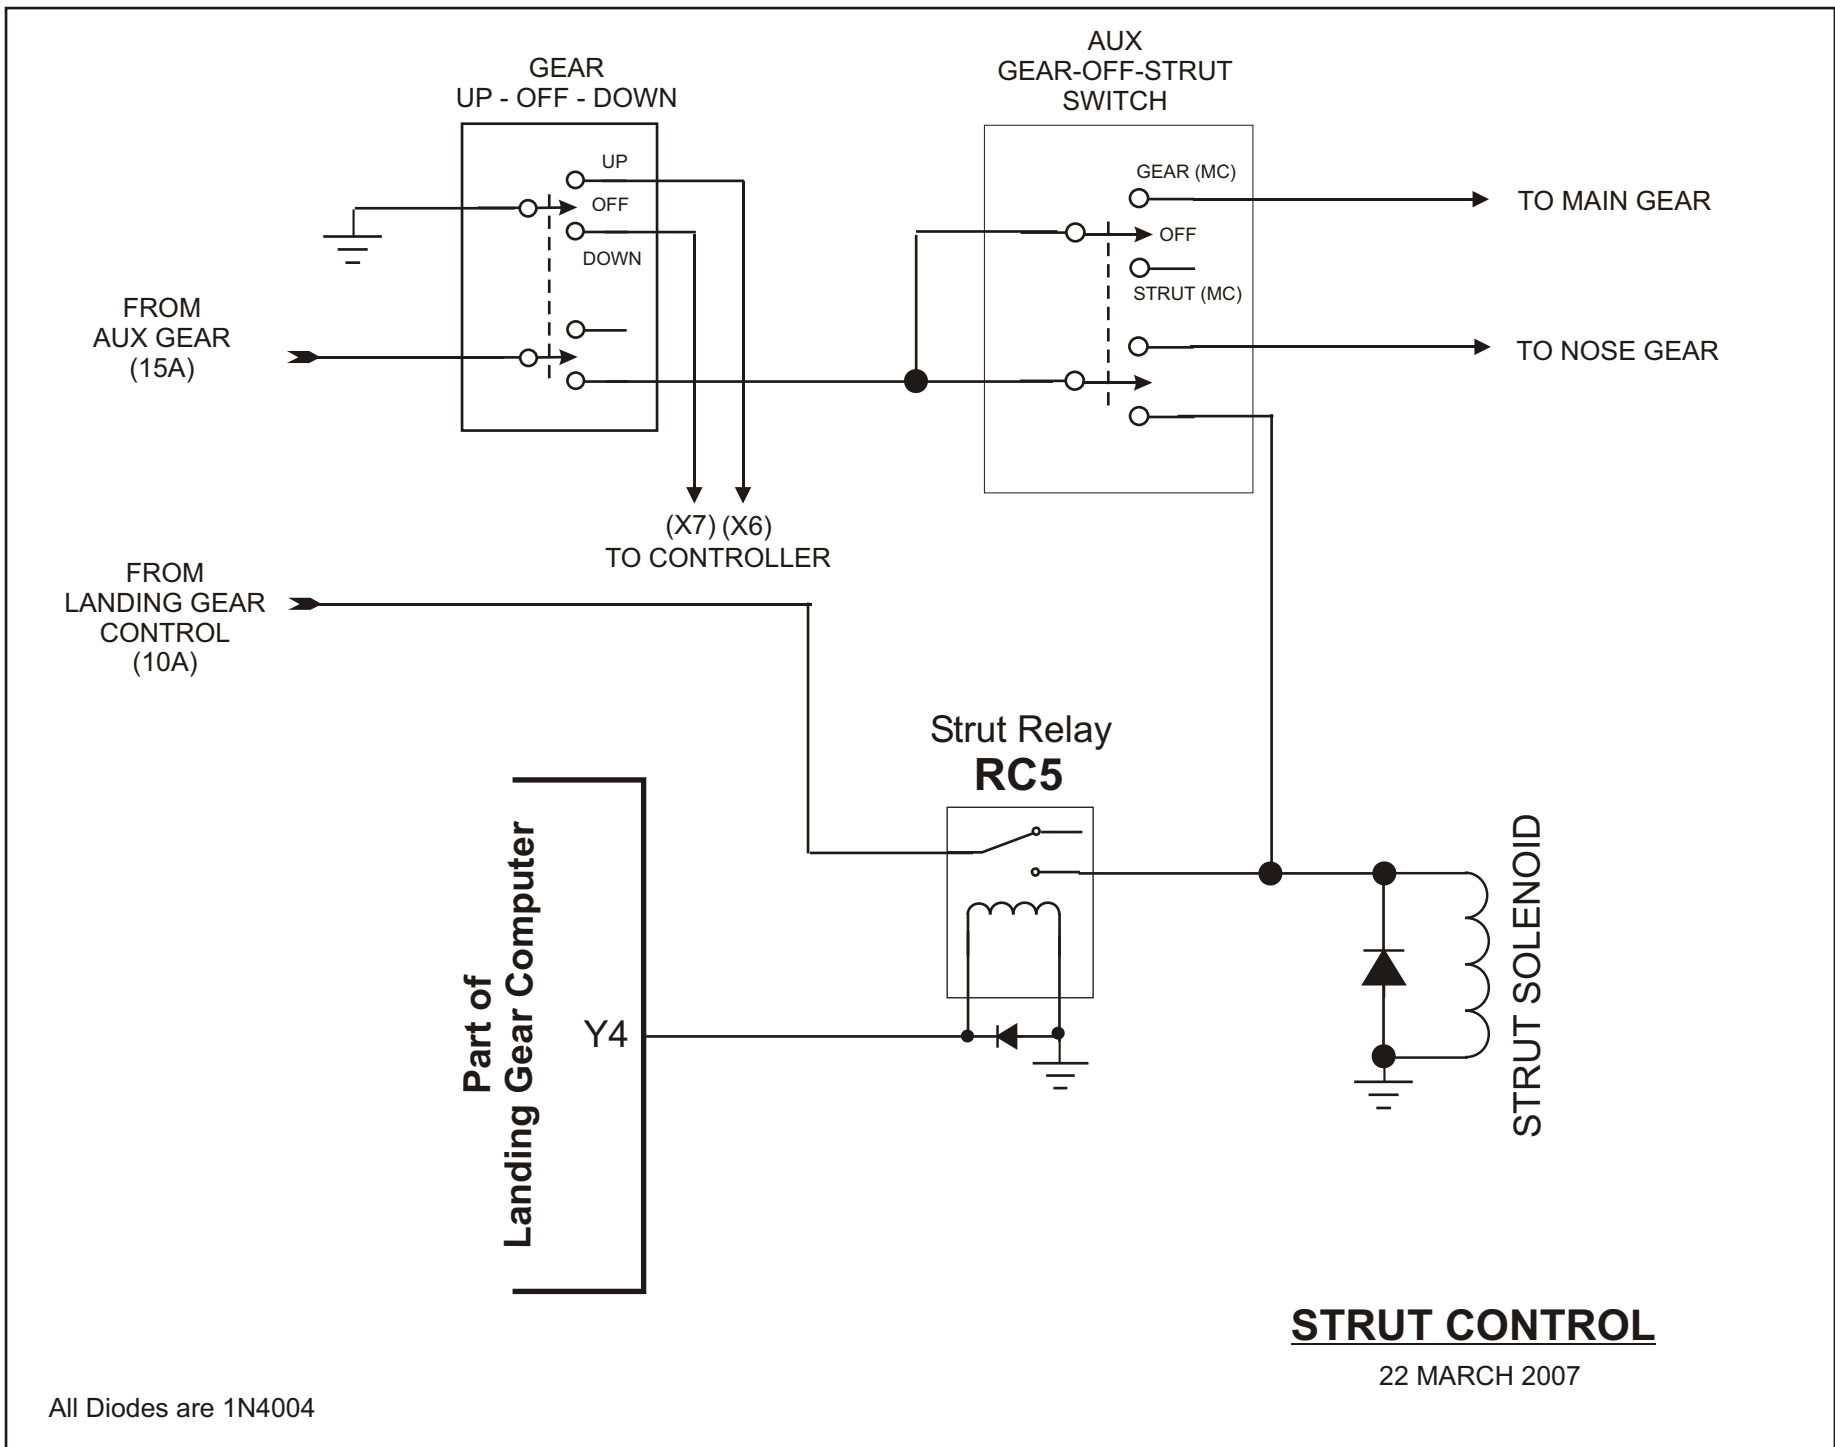 GEAR
UP - OFF - DOWN
AUX
GEAR-OFF-STRUT
SWITCH
UP
OFF
DOWN
GEAR (MC)
OFF
STRUT (MC)
TO MAIN GEAR
TO NOSE GEAR
FROM
AUX GEAR
(15A)
(X7) (X6)
TO CONTROLLER
FROM
LANDING GEAR
CONTROL
(10A)
Strut Relay
RC5
Part of
Landing Gear Computer
Y4
STRUT SOLENOID
STRUT CONTROL
22 MARCH 2007
All Diodes are 1N4004